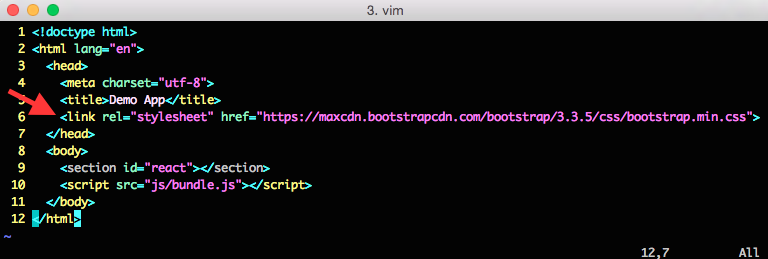 3. vim
1 <!doctype html>
2 <html lang="en">
3   <head>
4     <meta charset="utf-8">
5     <title>Demo App</title>
6     <link rel="stylesheet" href="https://maxcdn.bootstrapcdn.com/bootstrap/3.3.5/css/bootstrap.min.css">
7   </head>
8   <body>
9     <section id="react"></section>
10     <script src="js/bundle.js"></script>
11   </body>
12 </html>
~
12,7 All